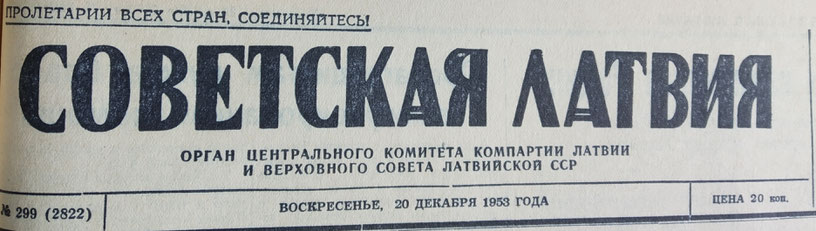 ПРОЛЕТАРИИ ВСЕХ СТРАН, СОЕДИНЯЙТЕСЬ!
СОВЕТСКАЯ ЛАТВИЯ
ОРГАН ЦЕНТРАЛЬНОГО КОМИТЕТА КОМПАРТИИ ЛАТВИИ
И ВЕРХОВНОГО СОВЕТА ЛАТВИЙСКОЙ ССР
№ 299 (2822) ВОСКРЕСЕНЬЕ, 20 ДЕКАБРЯ 1953 ГОДА ЦЕНА 20 коп.